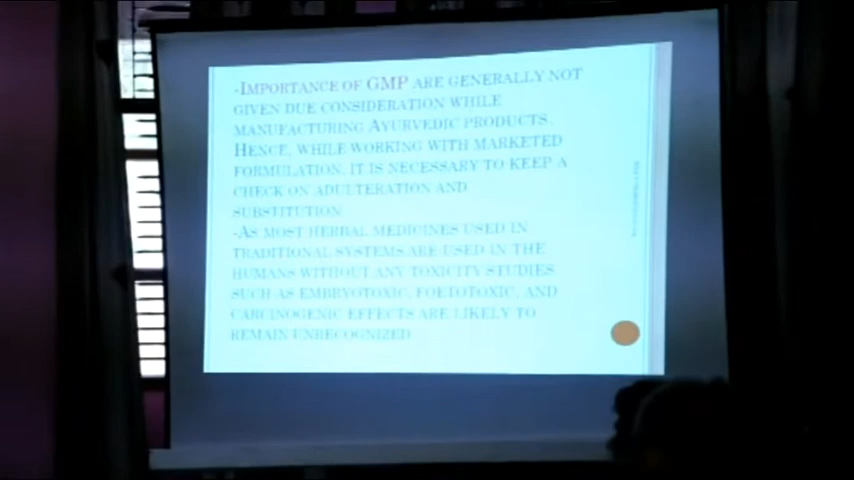 -IMPORTANCE OF GMP ARE GENERALLY NOT
GIVEN DUE CONSIDERATION WHILE
MANUFACTURING AYURVEDIC PRODUCTS.
HENCE, WHILE WORKING WITH MARKETED
FORMULATION, IT IS NECESSARY TO KEEP A
CHECK ON ADULTERATION AND
SUBSTITUTION
-AS MOST HERBAL MEDICINES USED IN
TRADITIONAL SYSTEMS ARE USED IN THE
HUMANS WITHOUT ANY TOXICITY STUDIES
SUCH AS EMBRYOTOXIC, FOETOTOXIC, AND
CARCINOGENIC EFFECTS ARE LIKELY TO
REMAIN UNRECOGNIZED